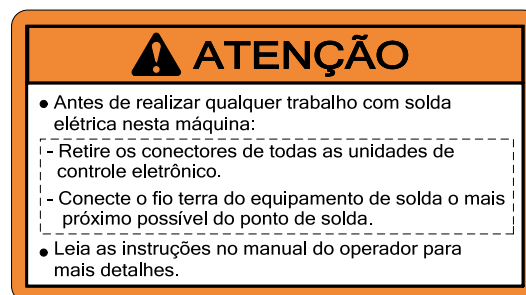 ATENÇÃO
• Antes de realizar qualquer trabalho com solda
elétrica nesta máquina:
- Retire os conectores de todas as unidades de
controle eletrônico.
- Conecte o fio terra do equipamento de solda o mais
próximo possível do ponto de solda.
• Leia as instruções no manual do operador para
mais detalhes.